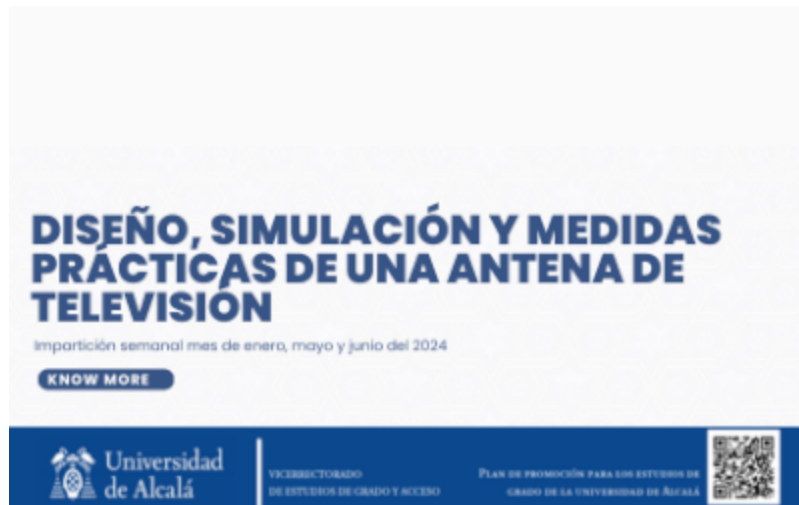 DISEÑO, SIMULACIÓN Y MEDIDAS
PRÁCTICAS DE UNA ANTENA DE
TELEVISIÓN
Impartición semanal mes de enero, mayo y junio del 2024
KNOW MORE
Universidad
de Alcalá
VICERRECTORADO
DE ESTUDIOS DE GRADO Y ACCESO
PLAN DE PROMOCIÓN PARA LOS ESTUDIOS DE
GRADO DE LA UNIVERSIDAD DE ALCALÁ